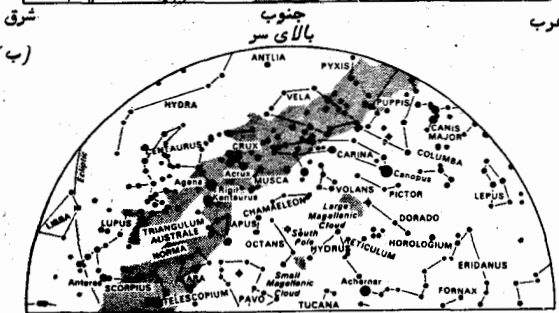 شرق
جنوب
غرب
بالای سر
(ب
ANTLIA
PYXIS
HYDRA
VELA
PUPPIS
CANIS MAJOR
CENTAURUS
CRUX
CARINA
COLUMBA
Ecliptic
Acrux
MUSCA
Canopus
Agena
Rigil Kentaurus
VOLANS
PICTOR
LEPUS
CHAMAELEON
Large Magellanic Cloud
LIBRA
LUPUS
TRIANGULUM AUSTRALE
APUS
DORADO
OCTANS
South Pole
HYDRUS
RETICULUM
HOROLOGIUM
NORMA
ERIDANUS
Antares
ARA
Small Magellanic Cloud
Achernar
SCORPIUS
TELESCOPIUM
PAVO
TUCANA
FORNAX